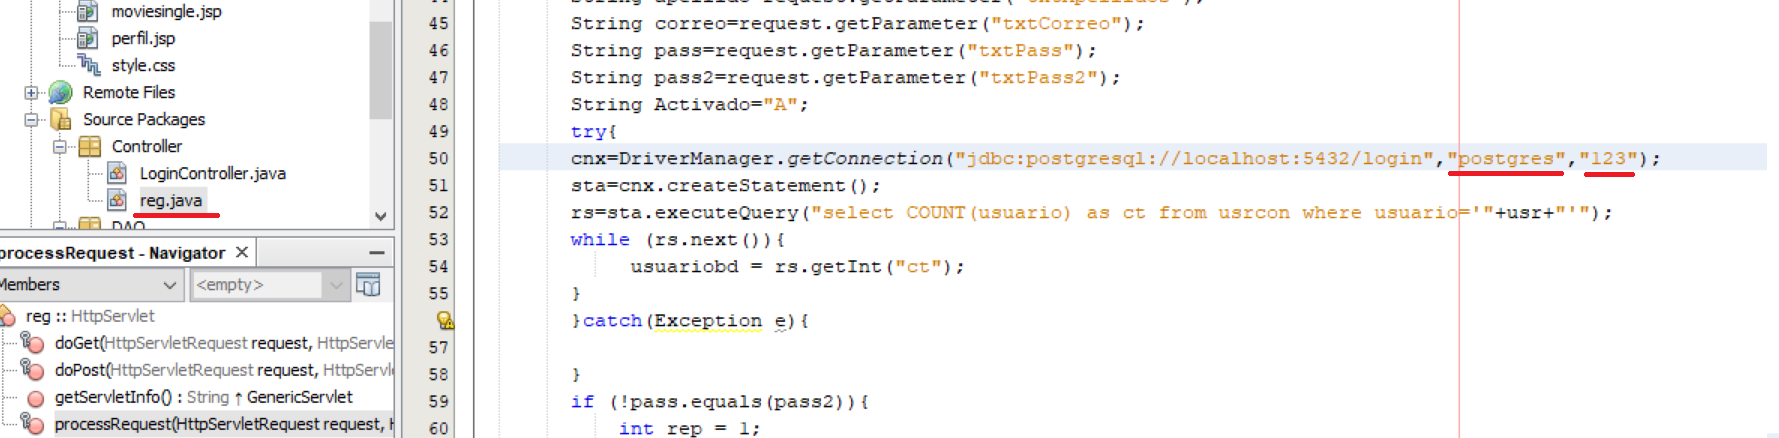 moviesingle.jsp
perfil.jsp
style.css
Remote Files
Source Packages
Controller
LoginController.java
reg.java
DAO
processRequest - Navigator
Members
<empty>
reg :: HttpServlet
doGet(HttpServletRequest request, HttpServle
doPost(HttpServletRequest request, HttpServl
getServletInfo() : String ↑ GenericServlet
processRequest(HttpServletRequest request, H
45 String correo=request.getParameter("txtCorreo");
46 String pass=request.getParameter("txtPass");
47 String pass2=request.getParameter("txtPass2");
48 String Activado="A";
49 try{
50 cnx=DriverManager.getConnection("jdbc:postgresql://localhost:5432/login","postgres","123");
51 sta=cnx.createStatement();
52 rs=sta.executeQuery("select COUNT(usuario) as ct from usrcon where usuario='"+usr+"'");
53 while (rs.next()){
54 usuariobd = rs.getInt("ct");
55 }
}catch(Exception e){
57
58 }
59 if (!pass.equals(pass2)){
60 int rep = 1;